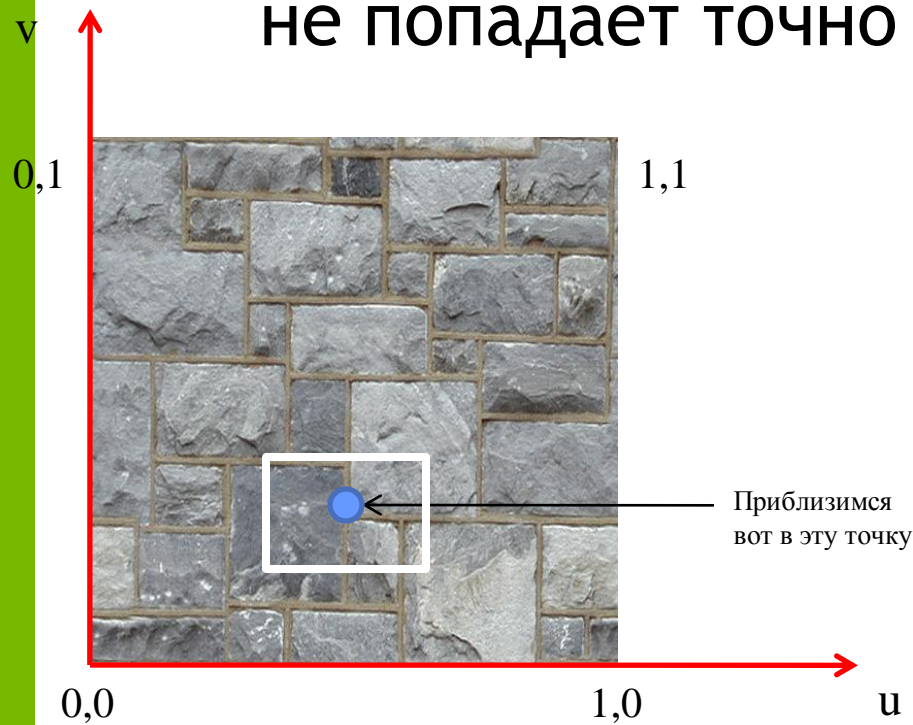 не попадает точно
v
0,1
1,1
Приблизимся
вот в эту точку
0,0
1,0
u